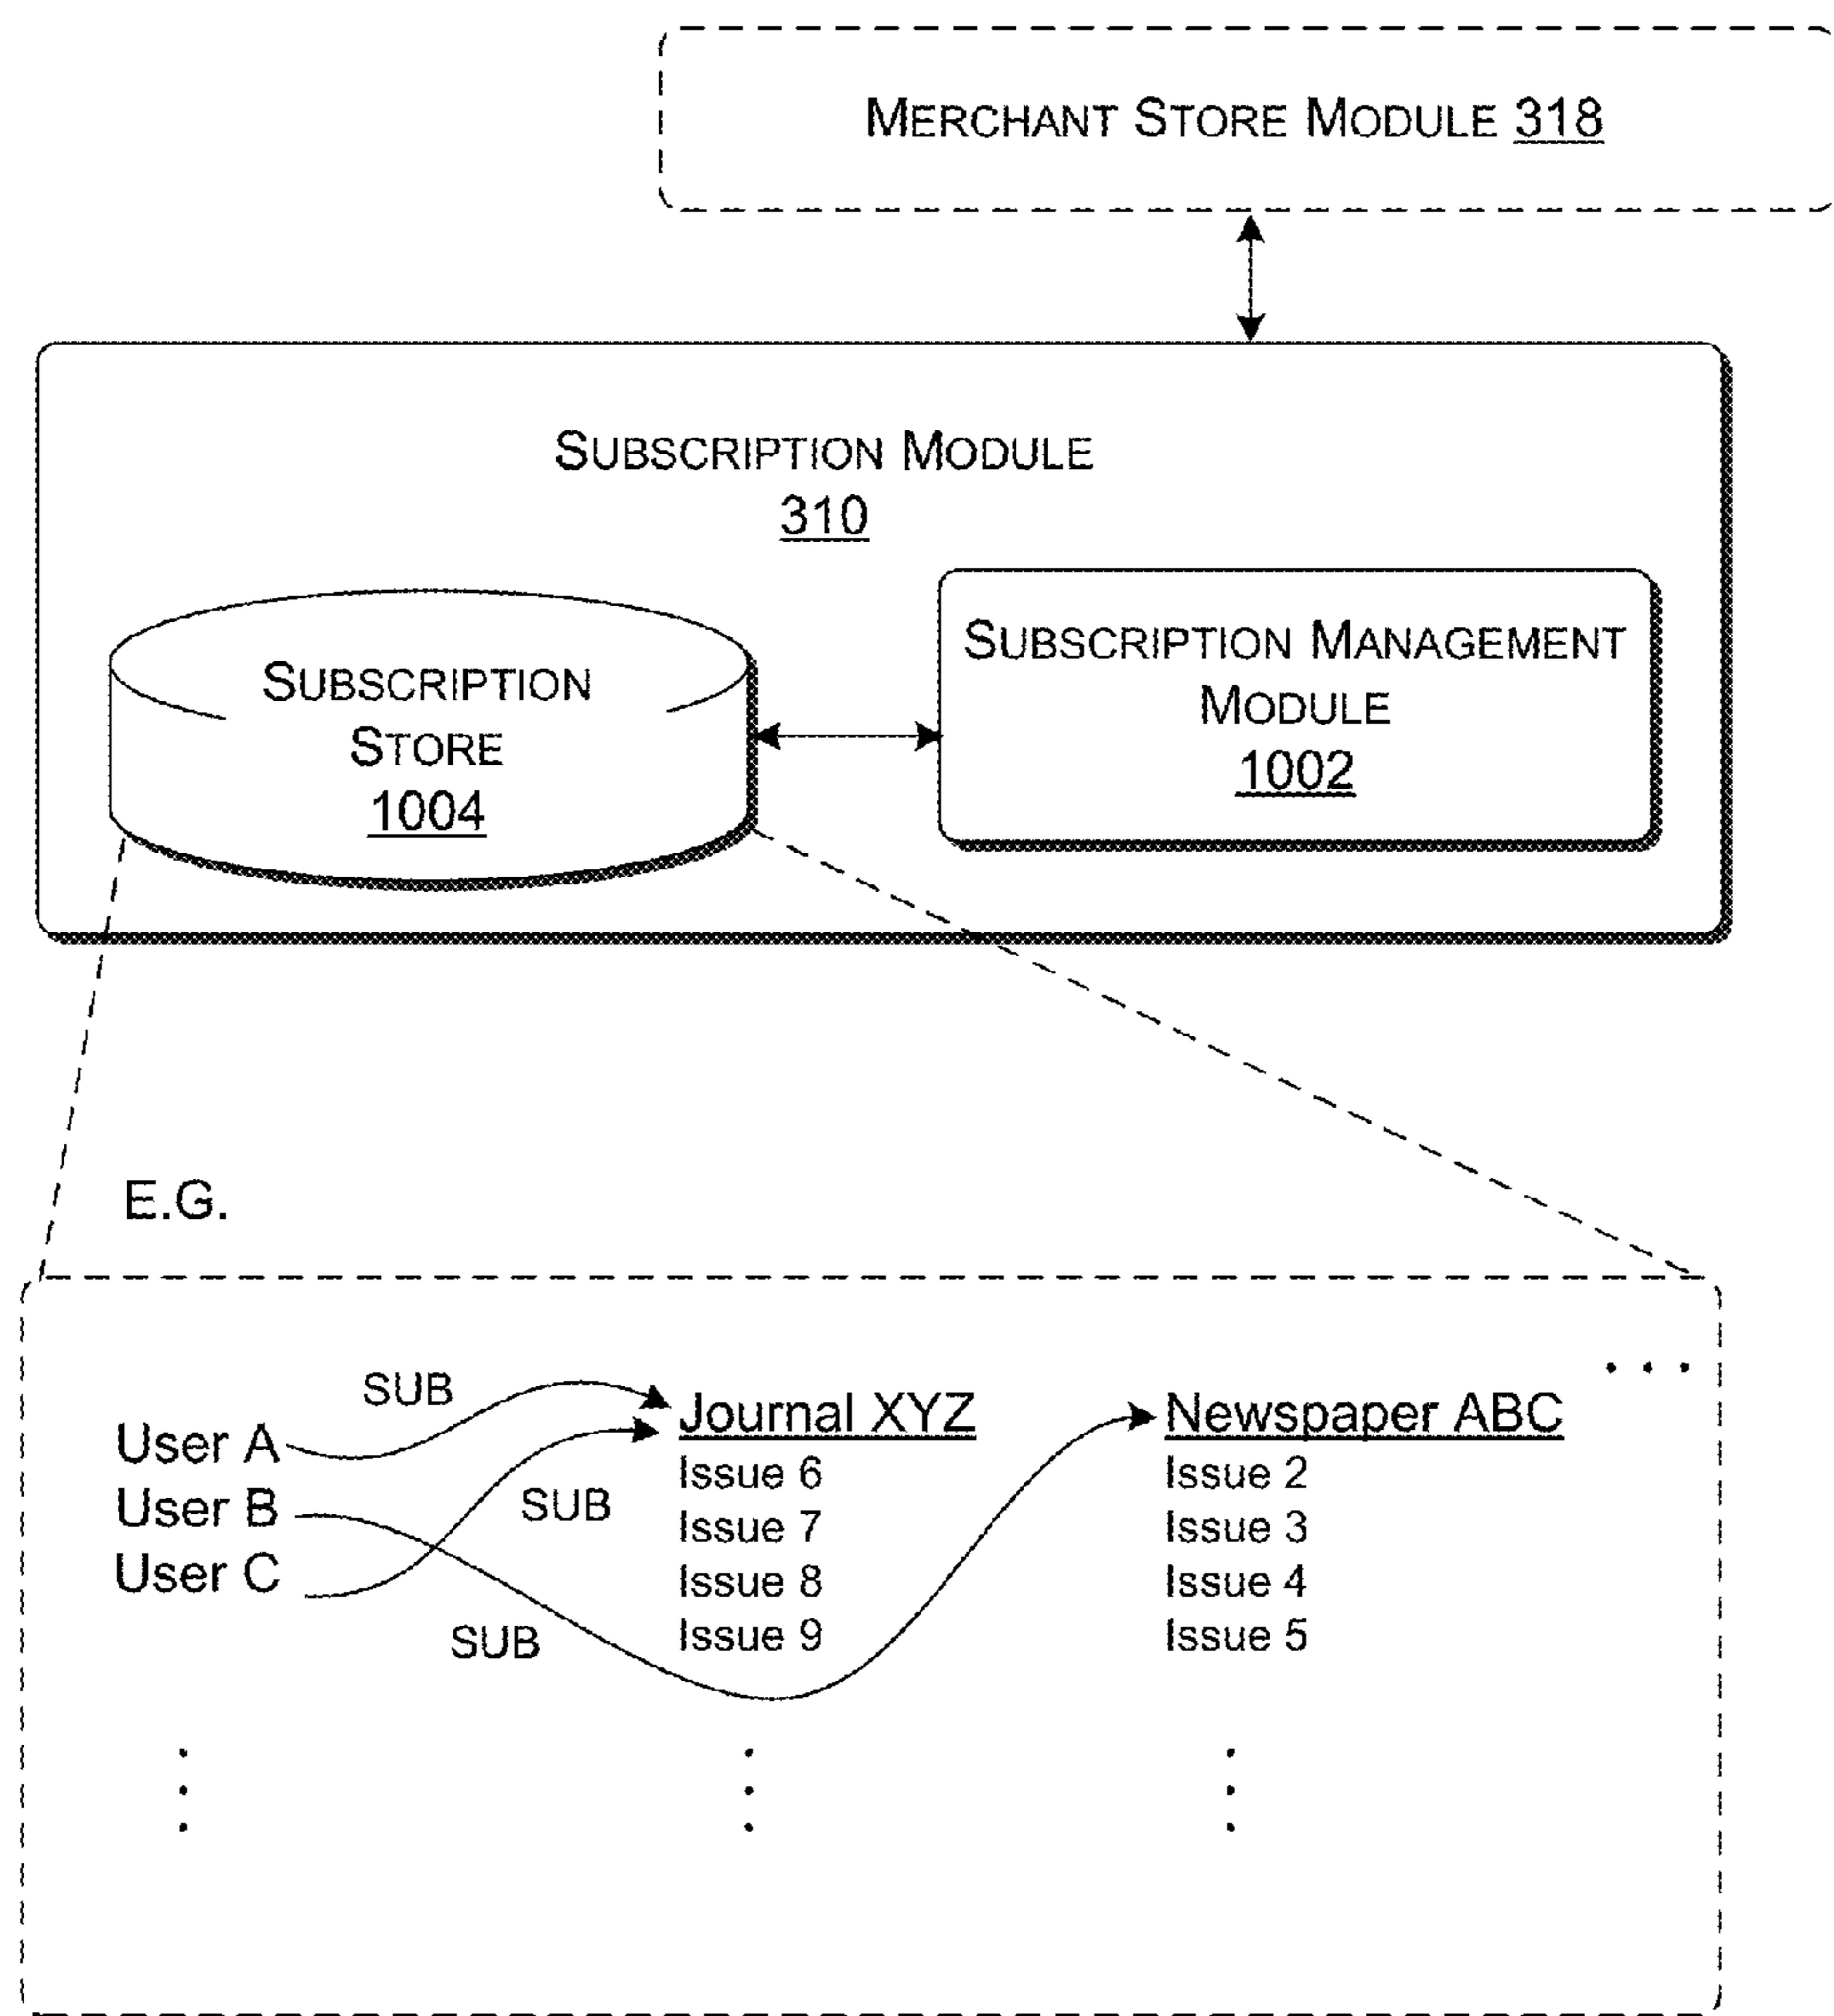 MERCHANT STORE MODULE 318
SUBSCRIPTION MODULE
310
SUBSCRIPTION
STORE
1004
SUBSCRIPTION MANAGEMENT
MODULE
1002
E.G.
User A
User B
User C
SUB
SUB
SUB
Journal XYZ
Issue 6
Issue 7
Issue 8
Issue 9
Newspaper ABC
Issue 2
Issue 3
Issue 4
Issue 5